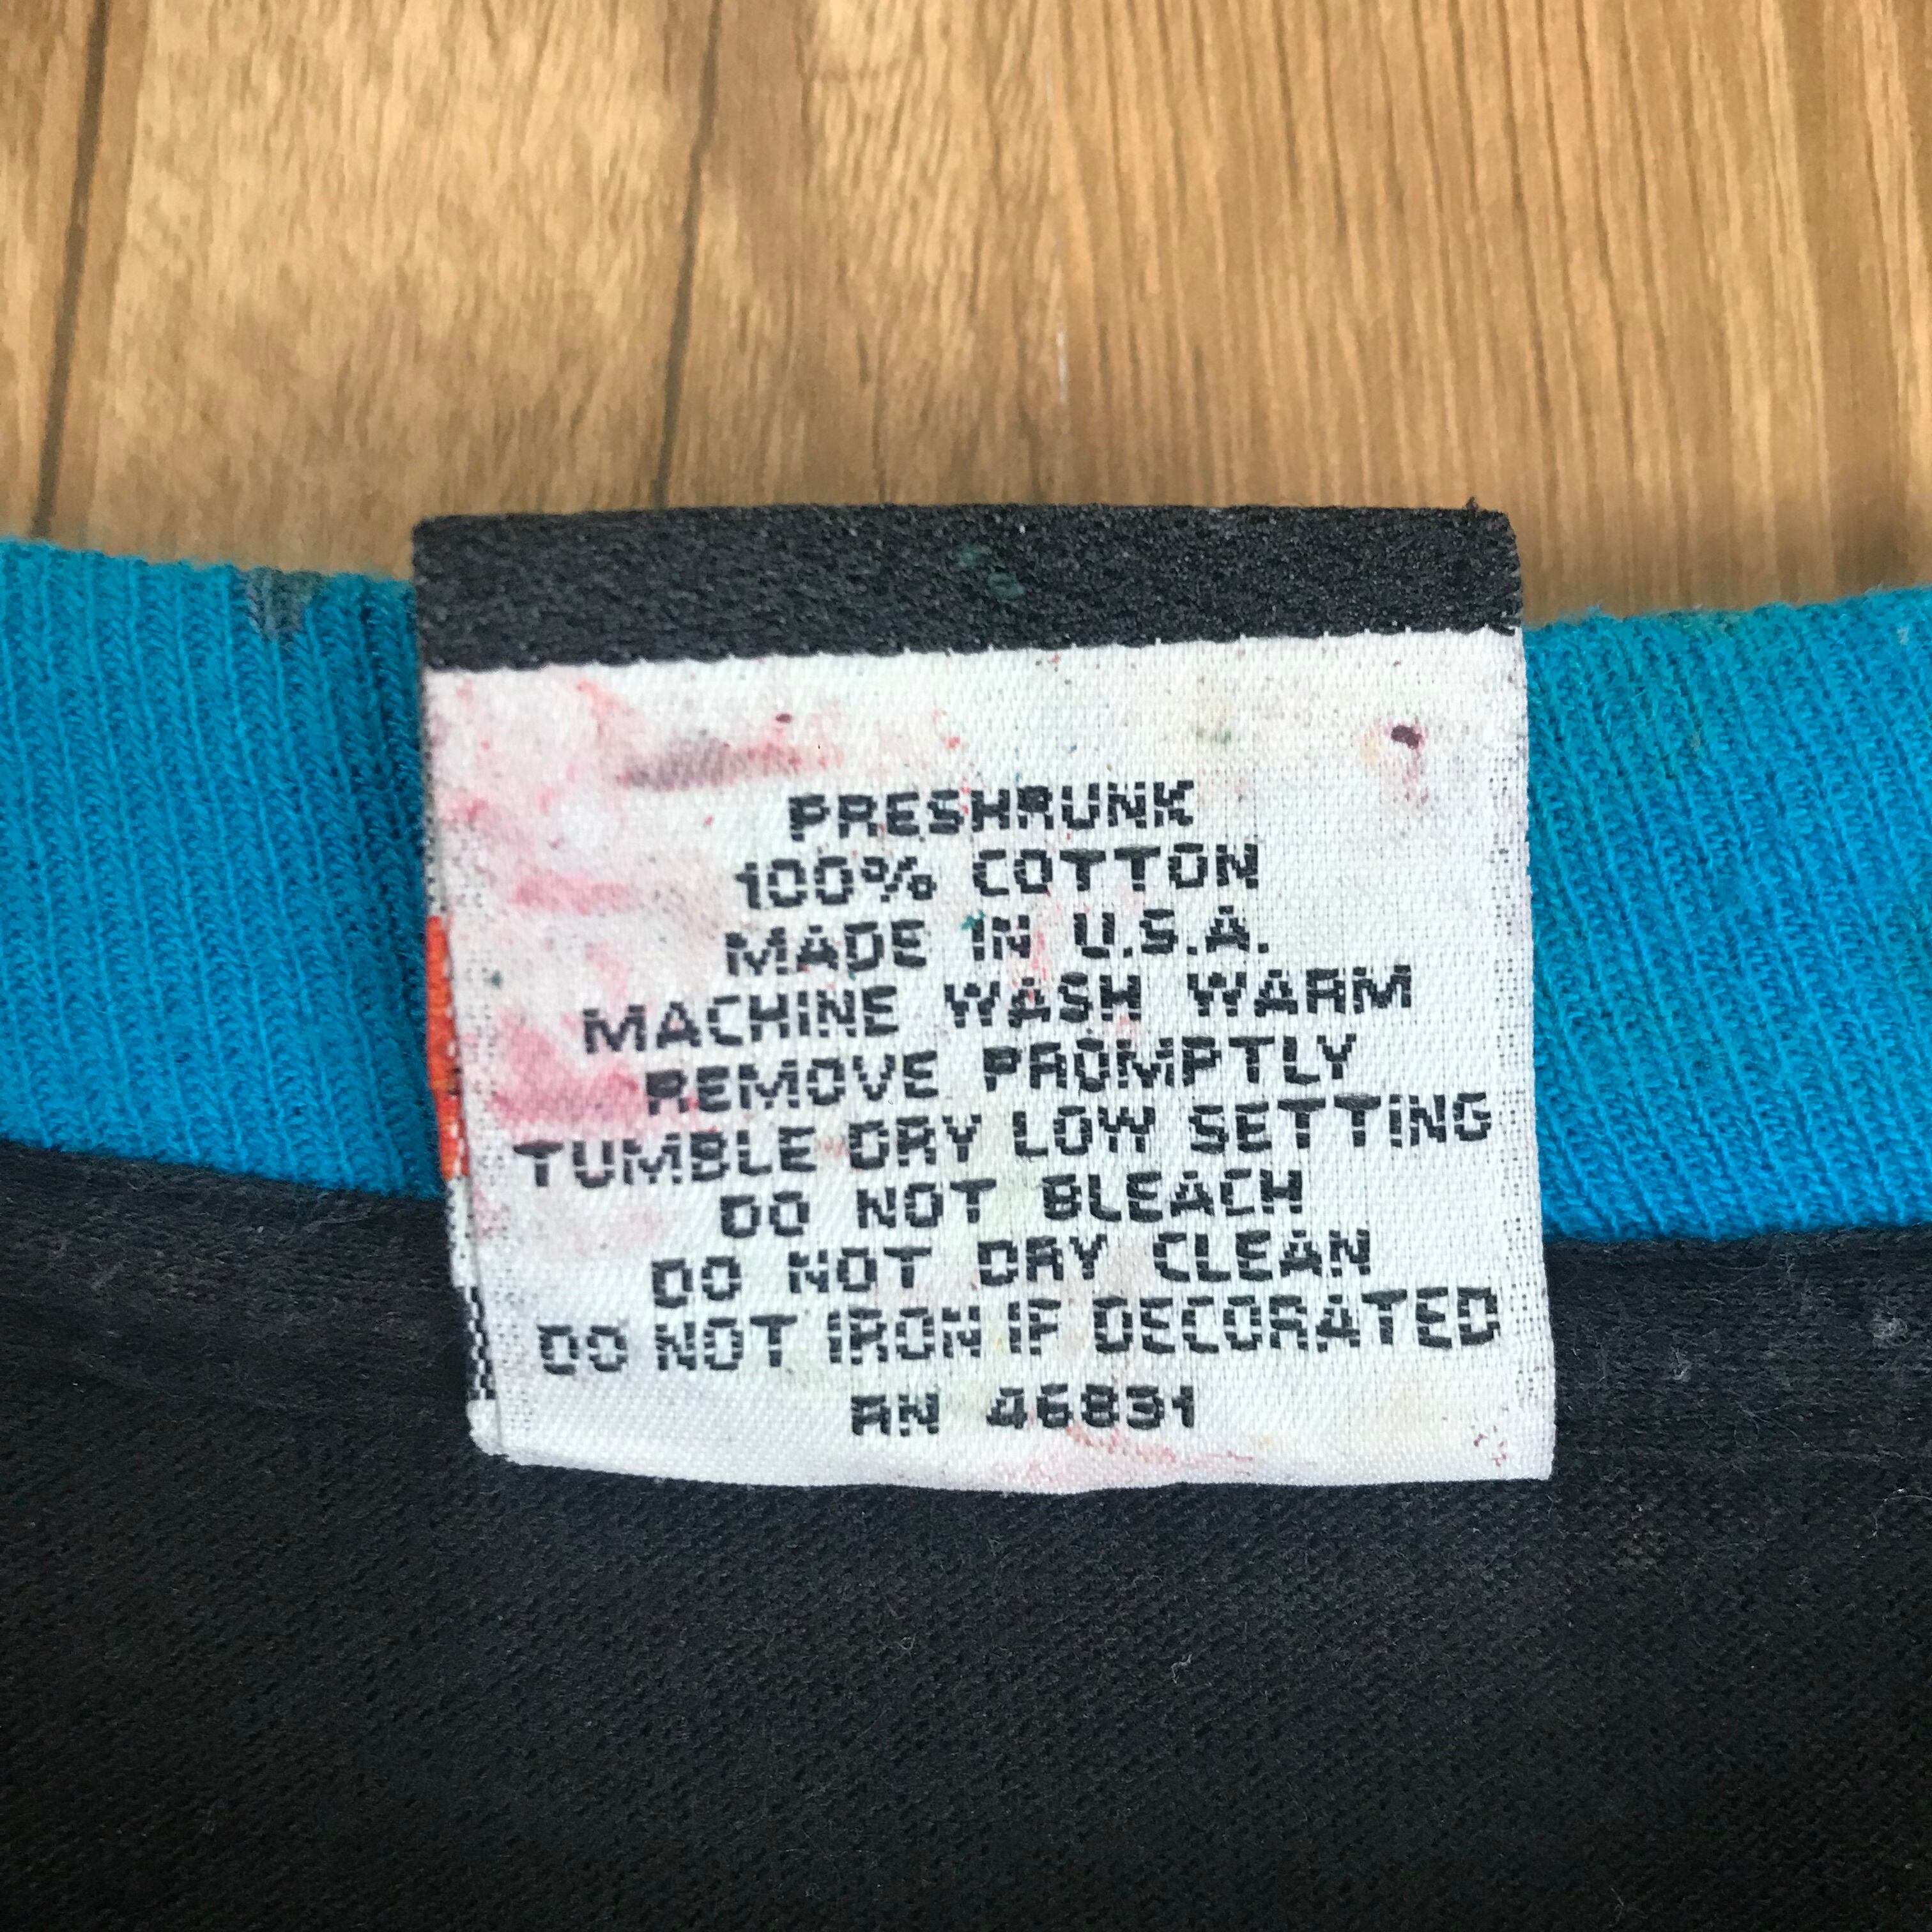 PRESHRUNK
100% COTTON
MADE IN U.S.A.
MACHINE WASH WARM
REMOVE PROMPTLY
TUMBLE DRY LOW SETTING
DO NOT BLEACH
DO NOT DRY CLEAN
DO NOT IRON IF DECORATED
RN 46831